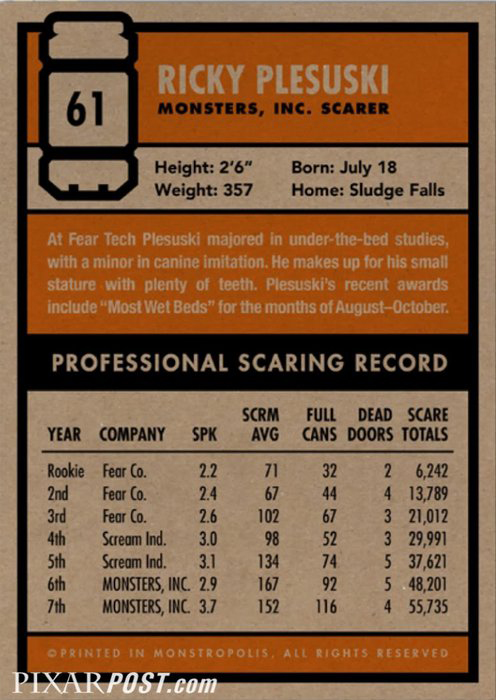 61
RICKY PLESUSKI
MONSTERS, INC. SCARER
Height: 2'6" Born: July 18
Weight: 357 Home: Sludge Falls
At Fear Tech Plesuski majored in under-the-bed studies,
with a minor in canine imitation. He makes up for his small
stature with plenty of teeth. Plesuski's recent awards
include "Most Wet Beds" for the months of August–October.
PROFESSIONAL SCARING RECORD
SCRM FULL DEAD SCARE
YEAR COMPANY SPK AVG CANS DOORS TOTALS
Rookie Fear Co. 2.2 71 32 2 6,242
2nd Fear Co. 2.4 67 44 4 13,789
3rd Fear Co. 2.6 102 67 3 21,012
4th Scream Ind. 3.0 98 52 3 29,991
5th Scream Ind. 3.1 134 74 5 37,621
6th MONSTERS, INC. 2.9 167 92 5 48,201
7th MONSTERS, INC. 3.7 152 116 4 55,735
©PRINTED IN MONSTROPOLIS, ALL RIGHTS RESERVED
PIXARPOST.com